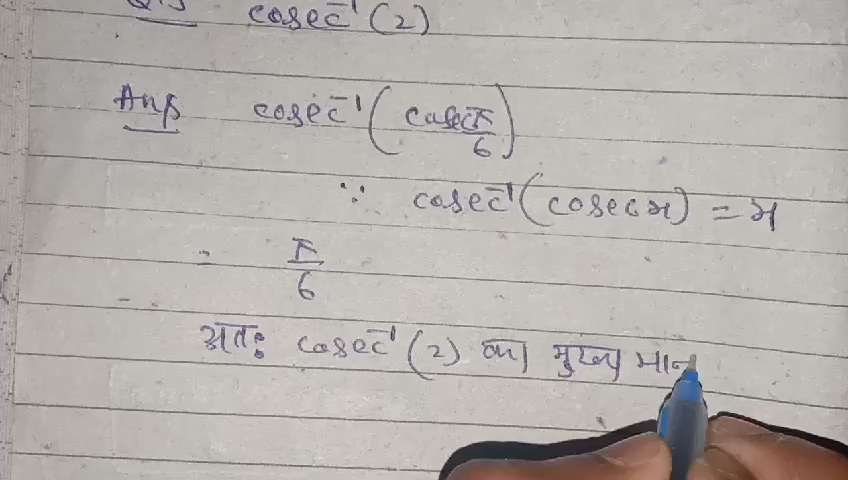 cosec⁻¹(2)
Ans cosec⁻¹(cosec π/6)
∵ cosec⁻¹(cosec x) = x
= π/6
अतः cosec⁻¹(2) का मुख्य मान